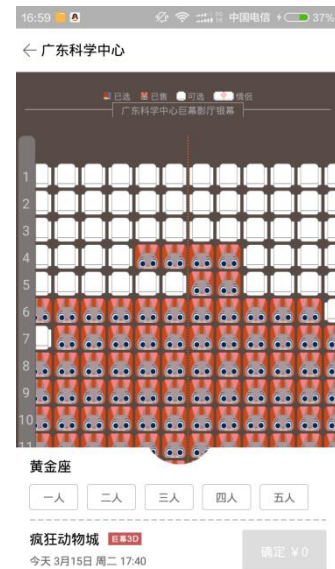 16:59 中国电信 37%
广东科学中心
已选 已售 可选 情侣
广东科学中心巨幕影厅银幕
1
2
3
4
5
6
7
8
9
10
11
黄金座
一人 二人 三人 四人 五人
疯狂动物城 巨幕3D
今天 3月15日 周二 17:40
确定 ¥0